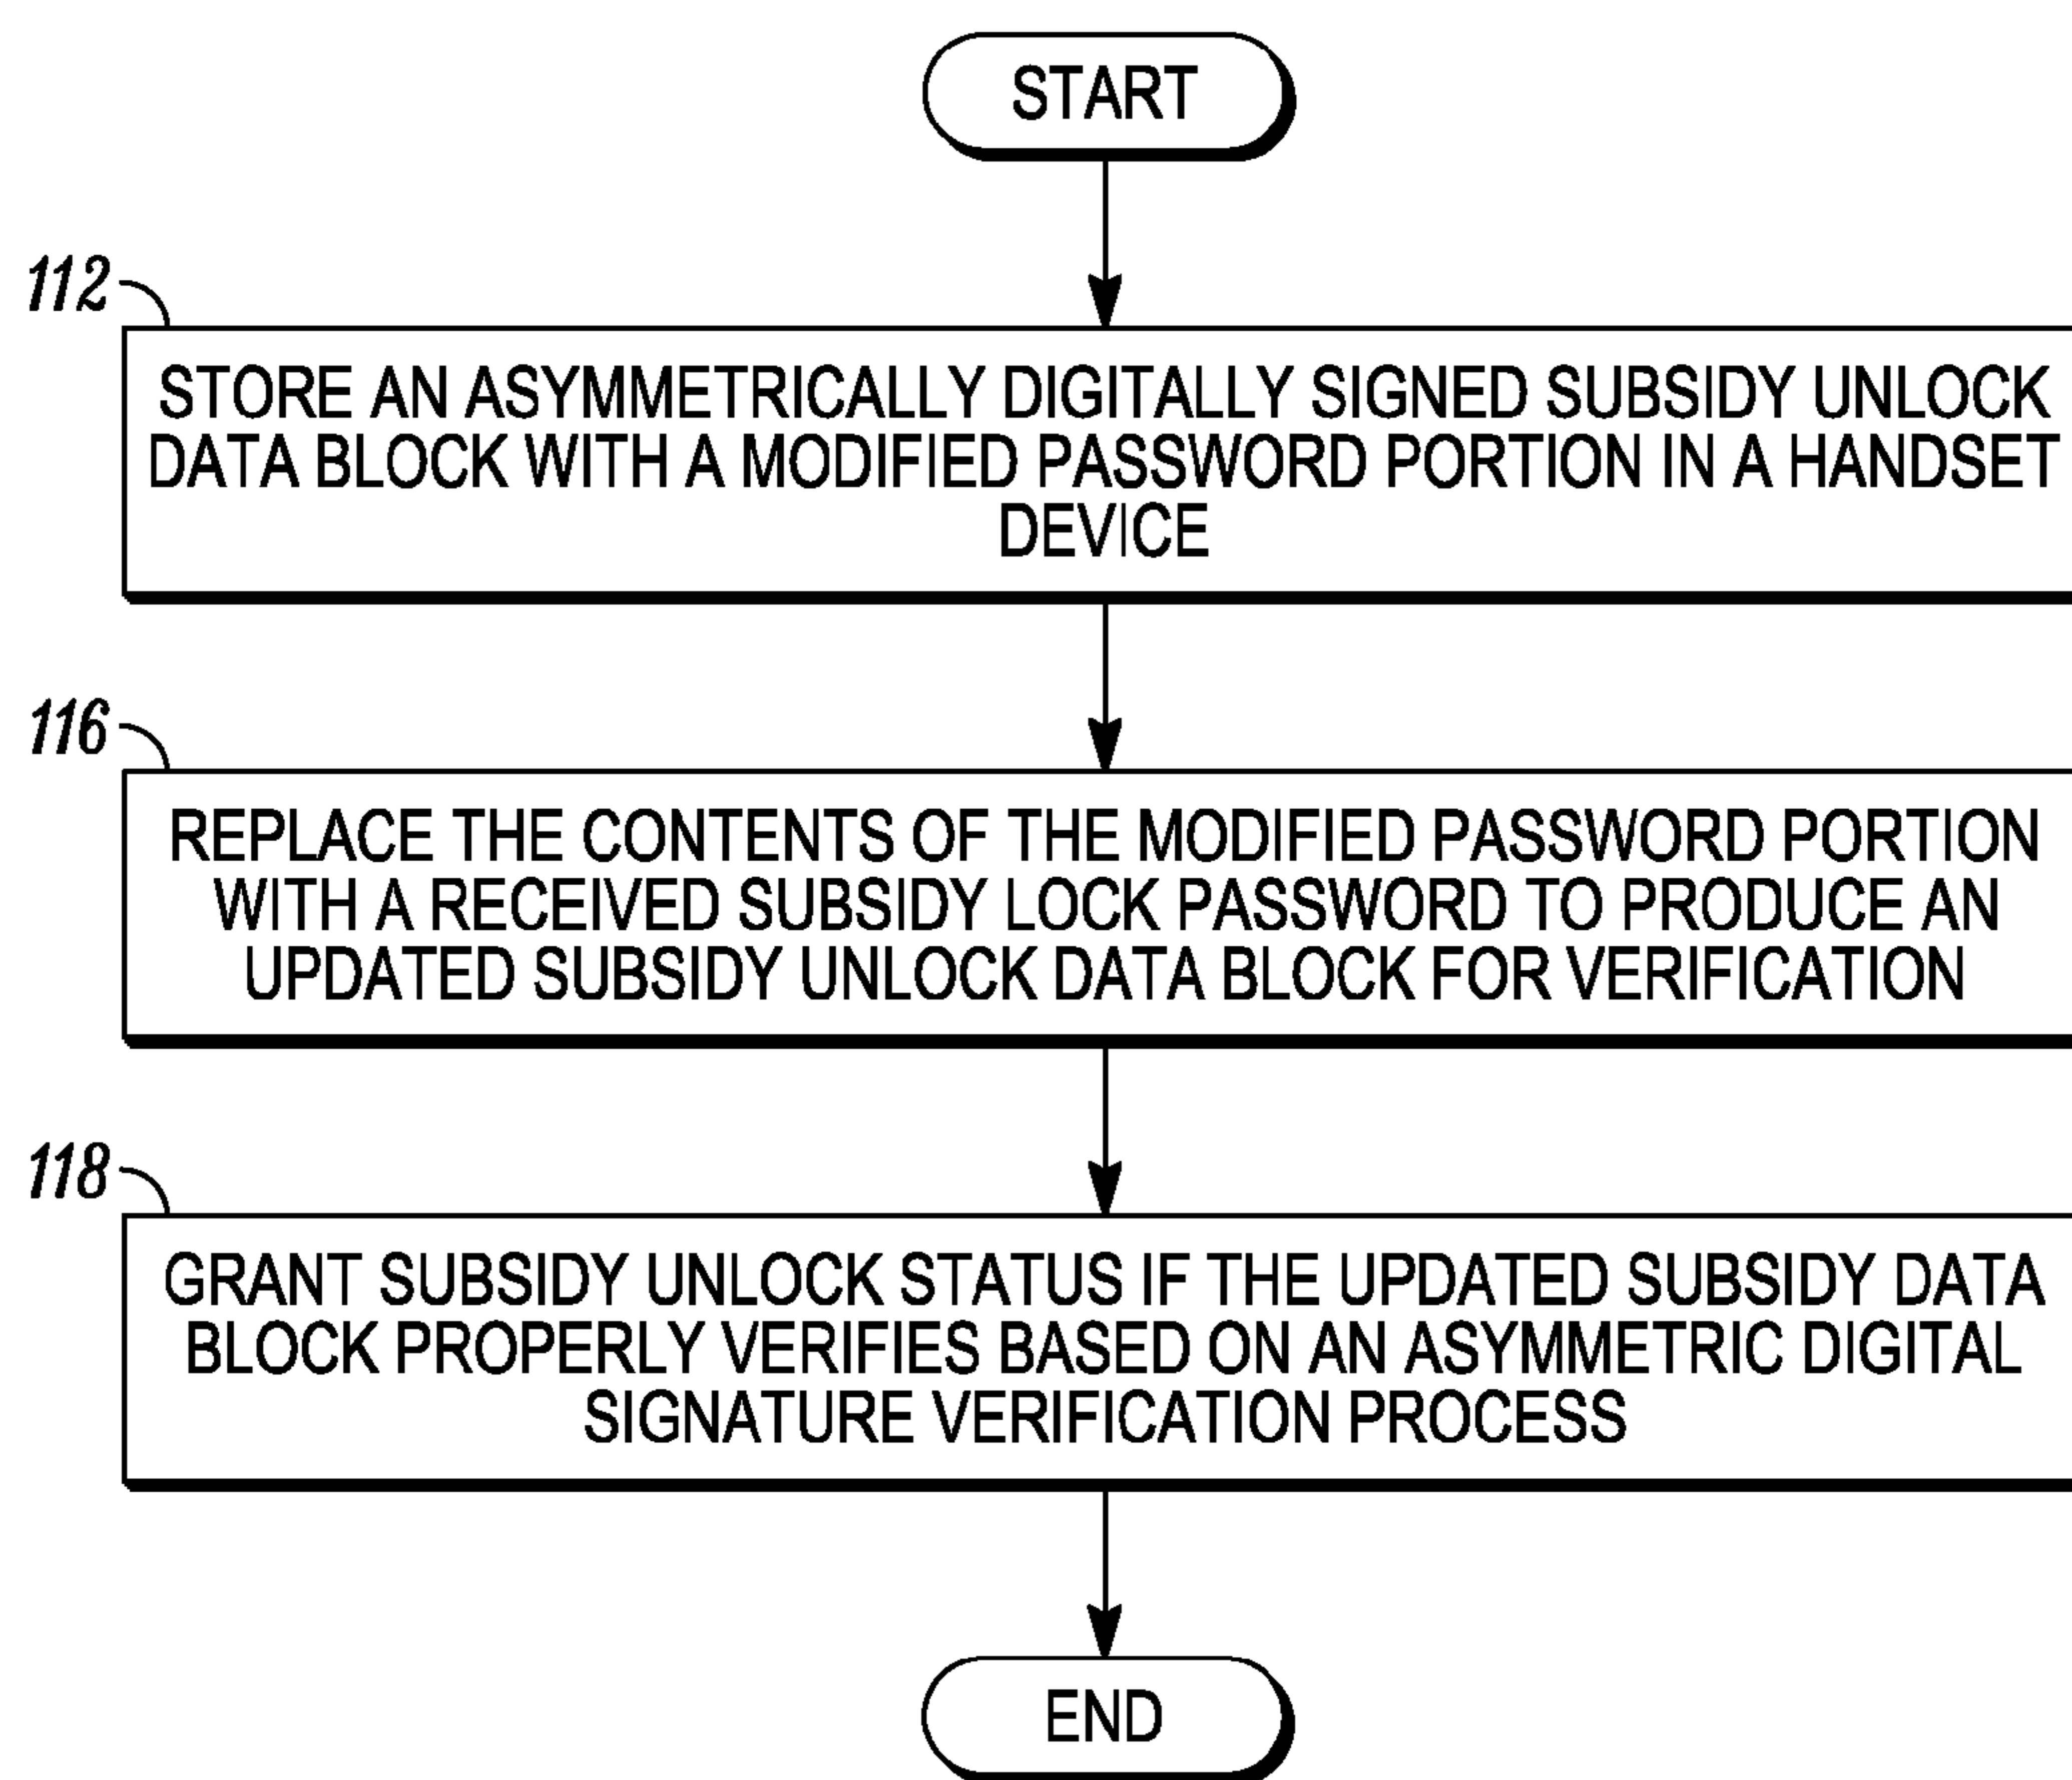 START
112
STORE AN ASYMMETRICALLY DIGITALLY SIGNED SUBSIDY UNLOCK
DATA BLOCK WITH A MODIFIED PASSWORD PORTION IN A HANDSET
DEVICE
116
REPLACE THE CONTENTS OF THE MODIFIED PASSWORD PORTION
WITH A RECEIVED SUBSIDY LOCK PASSWORD TO PRODUCE AN
UPDATED SUBSIDY UNLOCK DATA BLOCK FOR VERIFICATION
118
GRANT SUBSIDY UNLOCK STATUS IF THE UPDATED SUBSIDY DATA
BLOCK PROPERLY VERIFIES BASED ON AN ASYMMETRIC DIGITAL
SIGNATURE VERIFICATION PROCESS
END